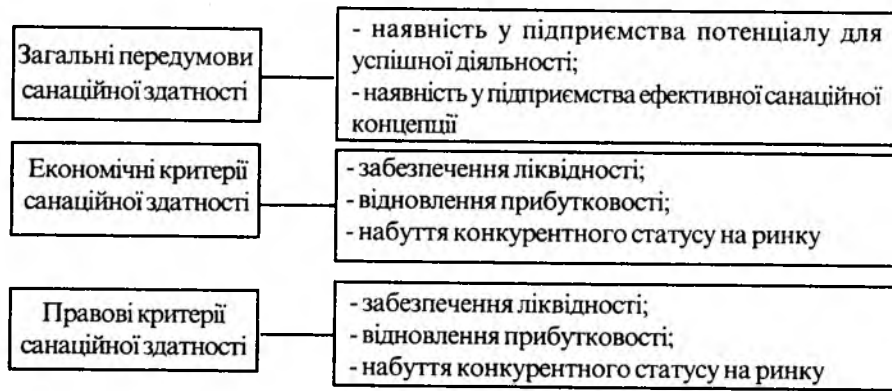 Загальні передумови
санаційної здатності
- наявність у підприємства потенціалу для
успішної діяльності;
- наявність у підприємства ефективної санаційної
концепції
Економічні критерії
санаційної здатності
- забезпечення ліквідності;
- відновлення прибутковості;
- набуття конкурентного статусу на ринку
Правові критерії
санаційної здатності
- забезпечення ліквідності;
- відновлення прибутковості;
- набуття конкурентного статусу на ринку